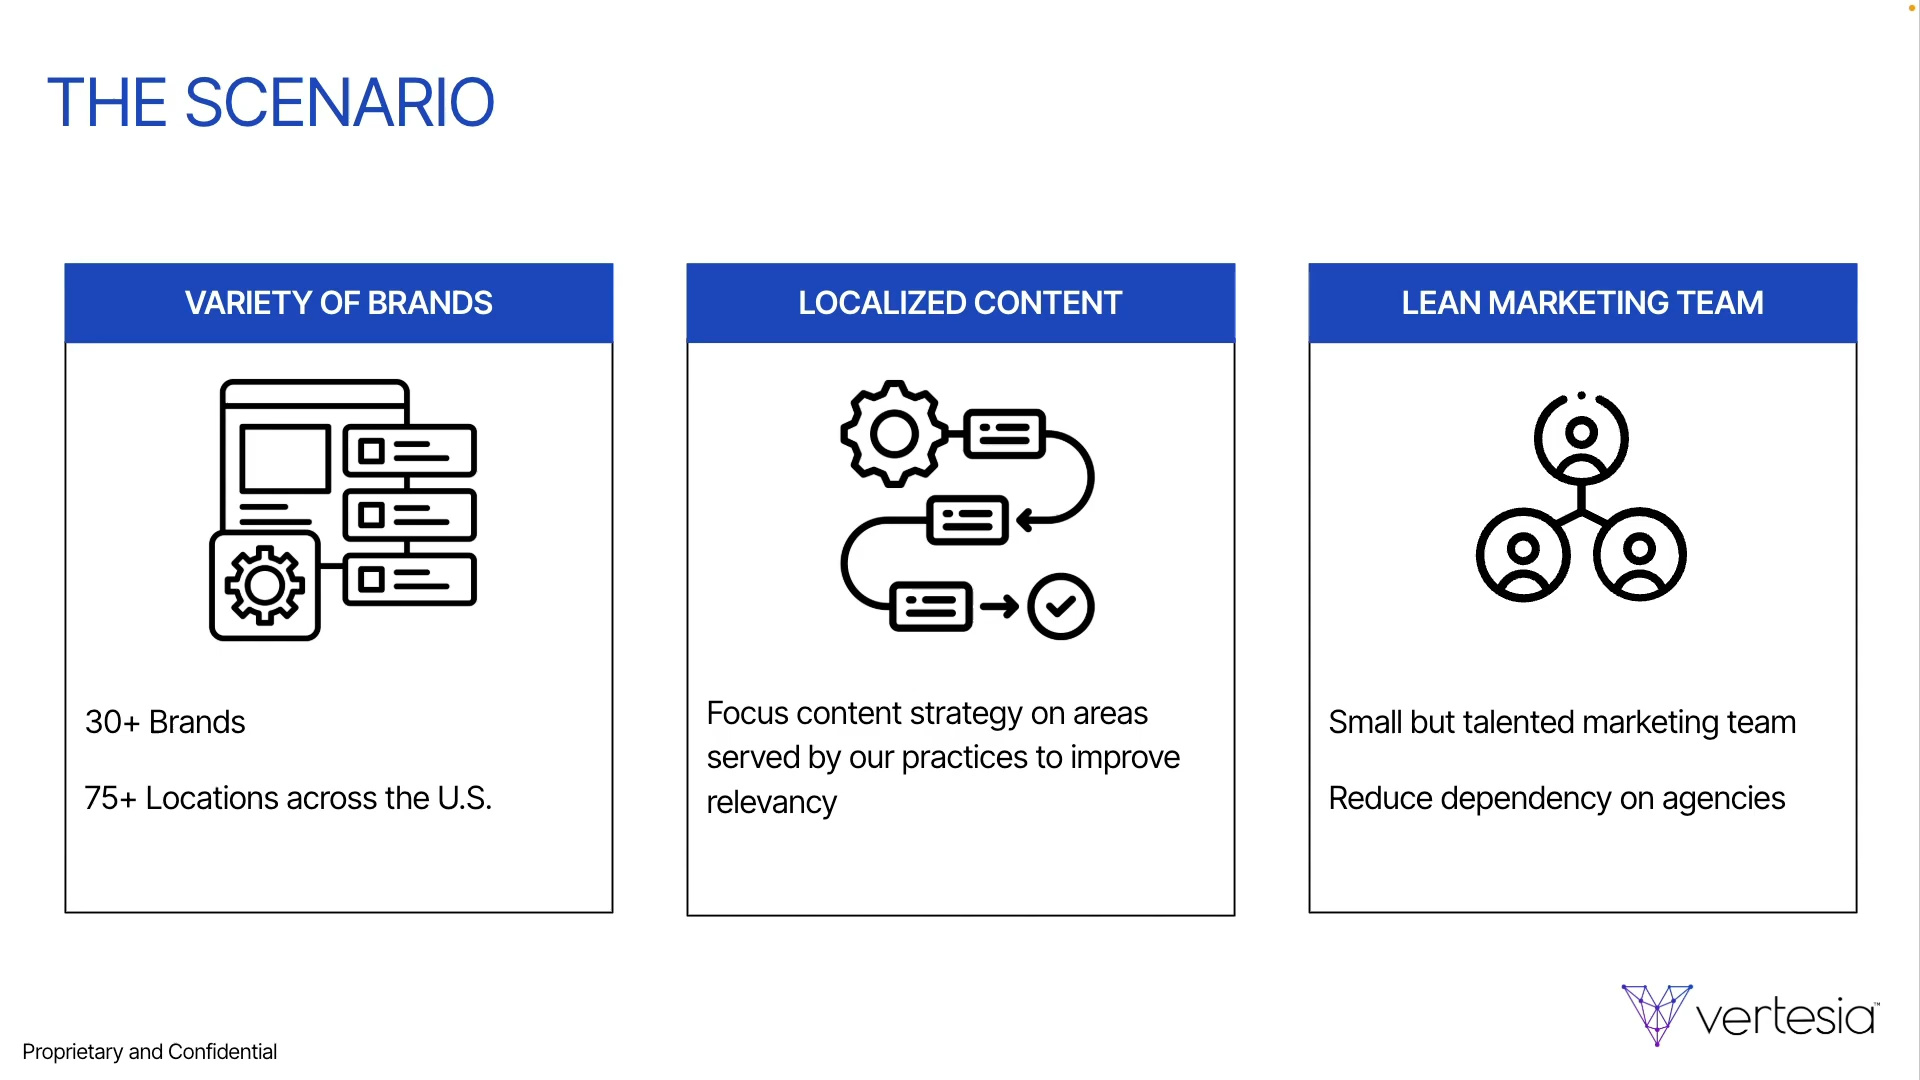 THE SCENARIO
VARIETY OF BRANDS
30+ Brands
75+ Locations across the U.S.
LOCALIZED CONTENT
Focus content strategy on areas
served by our practices to improve
relevancy
LEAN MARKETING TEAM
Small but talented marketing team
Reduce dependency on agencies
vertesia™
Proprietary and Confidential